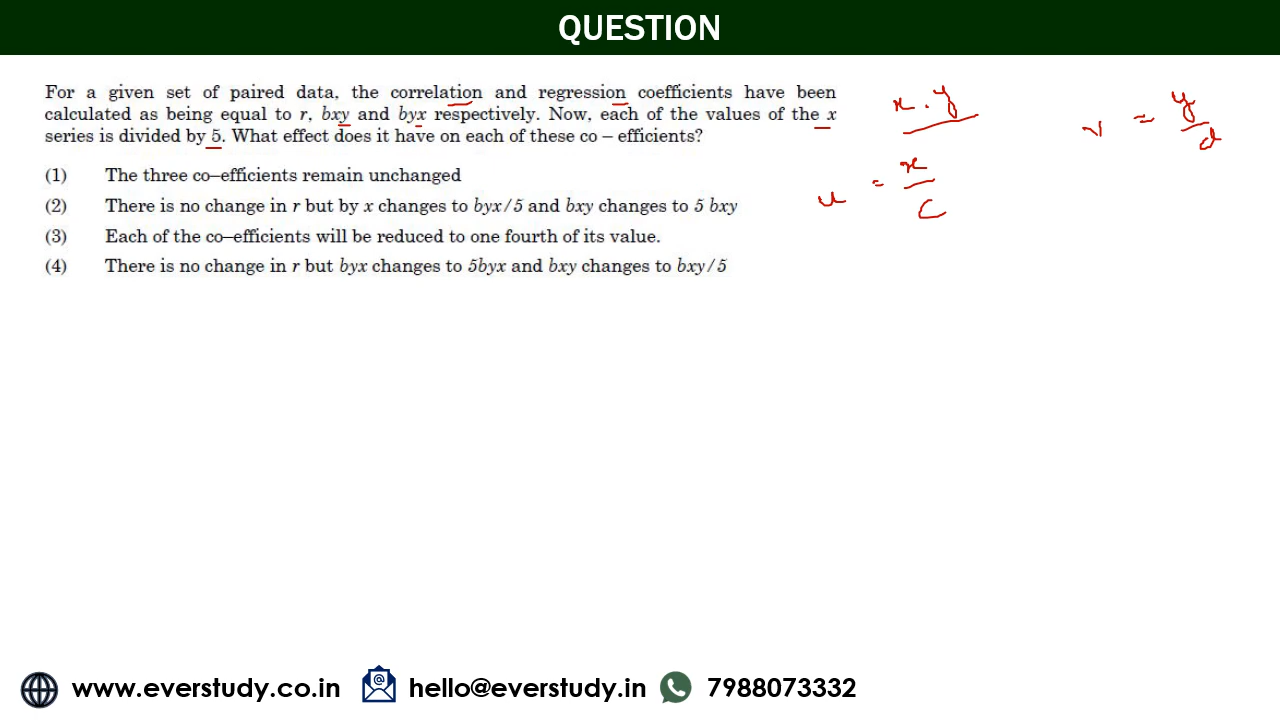 QUESTION
For a given set of paired data, the correlation and regression coefficients have been
calculated as being equal to r, bxy and byx respectively. Now, each of the values of the x
series is divided by 5. What effect does it have on each of these co – efficients?
(1) The three co–efficients remain unchanged
(2) There is no change in r but by x changes to byx/5 and bxy changes to 5 bxy
(3) Each of the co–efficients will be reduced to one fourth of its value.
(4) There is no change in r but byx changes to 5byx and bxy changes to bxy/5
x . y
u = x/c
v = y/d
www.everstudy.co.in hello@everstudy.in 7988073332